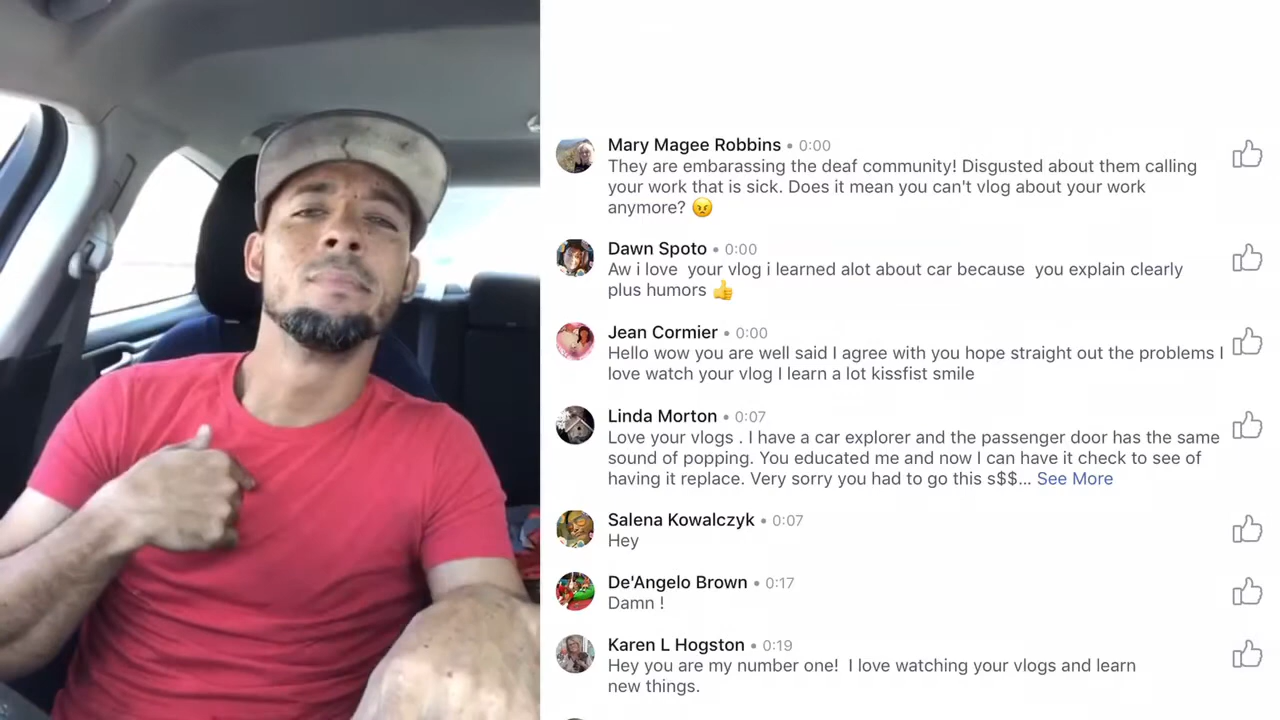 Mary Magee Robbins • 0:00
They are embarassing the deaf community! Disgusted about them calling
your work that is sick. Does it mean you can't vlog about your work
anymore? 😠
Dawn Spoto • 0:00
Aw i love  your vlog i learned alot about car because  you explain clearly
plus humors 👍
Jean Cormier • 0:00
Hello wow you are well said I agree with you hope straight out the problems I
love watch your vlog I learn a lot kissfist smile
Linda Morton • 0:07
Love your vlogs . I have a car explorer and the passenger door has the same
sound of popping. You educated me and now I can have it check to see of
having it replace. Very sorry you had to go this s$$... See More
Salena Kowalczyk • 0:07
Hey
De'Angelo Brown • 0:17
Damn !
Karen L Hogston • 0:19
Hey you are my number one!  I love watching your vlogs and learn
new things.